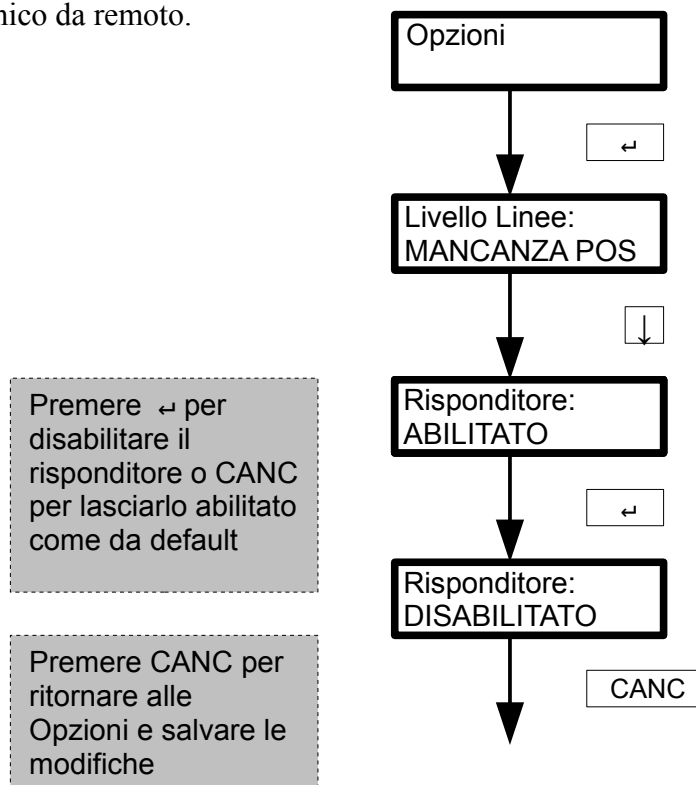 nico da remoto.
Opzioni
↵
Livello Linee:
MANCANZA POS
↓
Premere ↵ per
disabilitare il
risponditore o CANC
per lasciarlo abilitato
come da default
Risponditore:
ABILITATO
↵
Risponditore:
DISABILITATO
Premere CANC per
ritornare alle
Opzioni e salvare le
modifiche
CANC